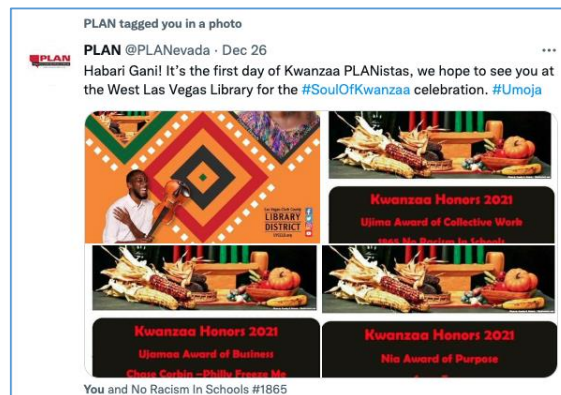 PLAN tagged you in a photo
PLAN
PLAN @PLANevada · Dec 26
Habari Gani! It's the first day of Kwanzaa PLANistas, we hope to see you at
the West Las Vegas Library for the #SoulOfKwanzaa celebration. #Umoja
LIBRARY
DISTRICT
Kwanzaa Honors 2021
Ujima Award of Collective Work
1865 No Racism In Schools
Kwanzaa Honors 2021
Ujamaa Award of Business
Chase Corbin -Philly Freeze Me
Kwanzaa Honors 2021
Nia Award of Purpose
You and No Racism In Schools #1865